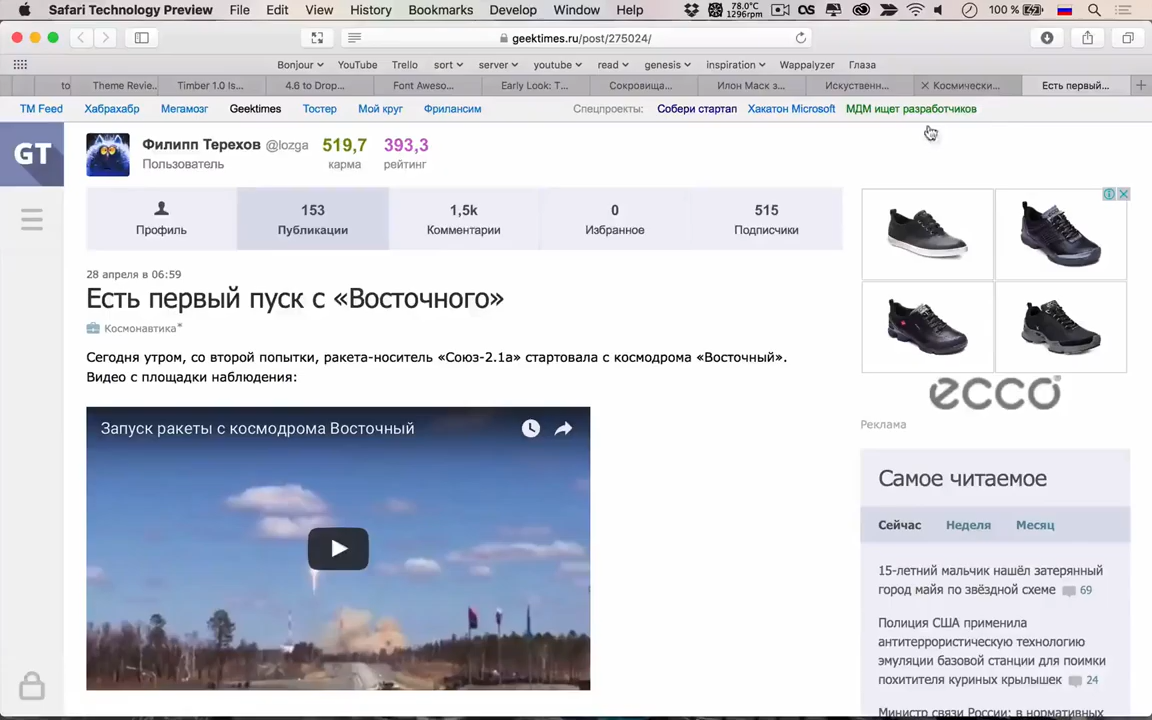 Safari Technology Preview File Edit View History Bookmarks Develop Window Help 78.0°C 1296rpm 100 %
geektimes.ru/post/275024/
Bonjour YouTube Trello sort server youtube read genesis inspiration Wappalyzer Глаза
to Theme Revie.. Timber 1.0 Is... 4.6 to Drop... Font Aweso... Early Look: T... Сокровища... Илон Маск з... Искуственн... Космически... Есть первый...
TM Feed Хабрахабр Мегамозг Geektimes Тостер Мой круг Фрилансим Спецпроекты: Собери стартап Хакатон Microsoft МДМ ищет разработчиков
GT
Филипп Терехов @lozga 519,7 393,3
Пользователь карма рейтинг
153 1,5k 0 515
Профиль Публикации Комментарии Избранное Подписчики
28 апреля в 06:59
Есть первый пуск с «Восточного»
Космонавтика*
Сегодня утром, со второй попытки, ракета-носитель «Союз-2.1а» стартовала с космодрома «Восточный».
Видео с площадки наблюдения:
Запуск ракеты с космодрома Восточный
ecco
Реклама
Самое читаемое
Сейчас Неделя Месяц
15-летний мальчик нашёл затерянный
город майя по звёздной схеме 69
Полиция США применила
антитеррористическую технологию
эмуляции базовой станции для поимки
похитителя куриных крылышек 24
Министр связи России: в нормативных